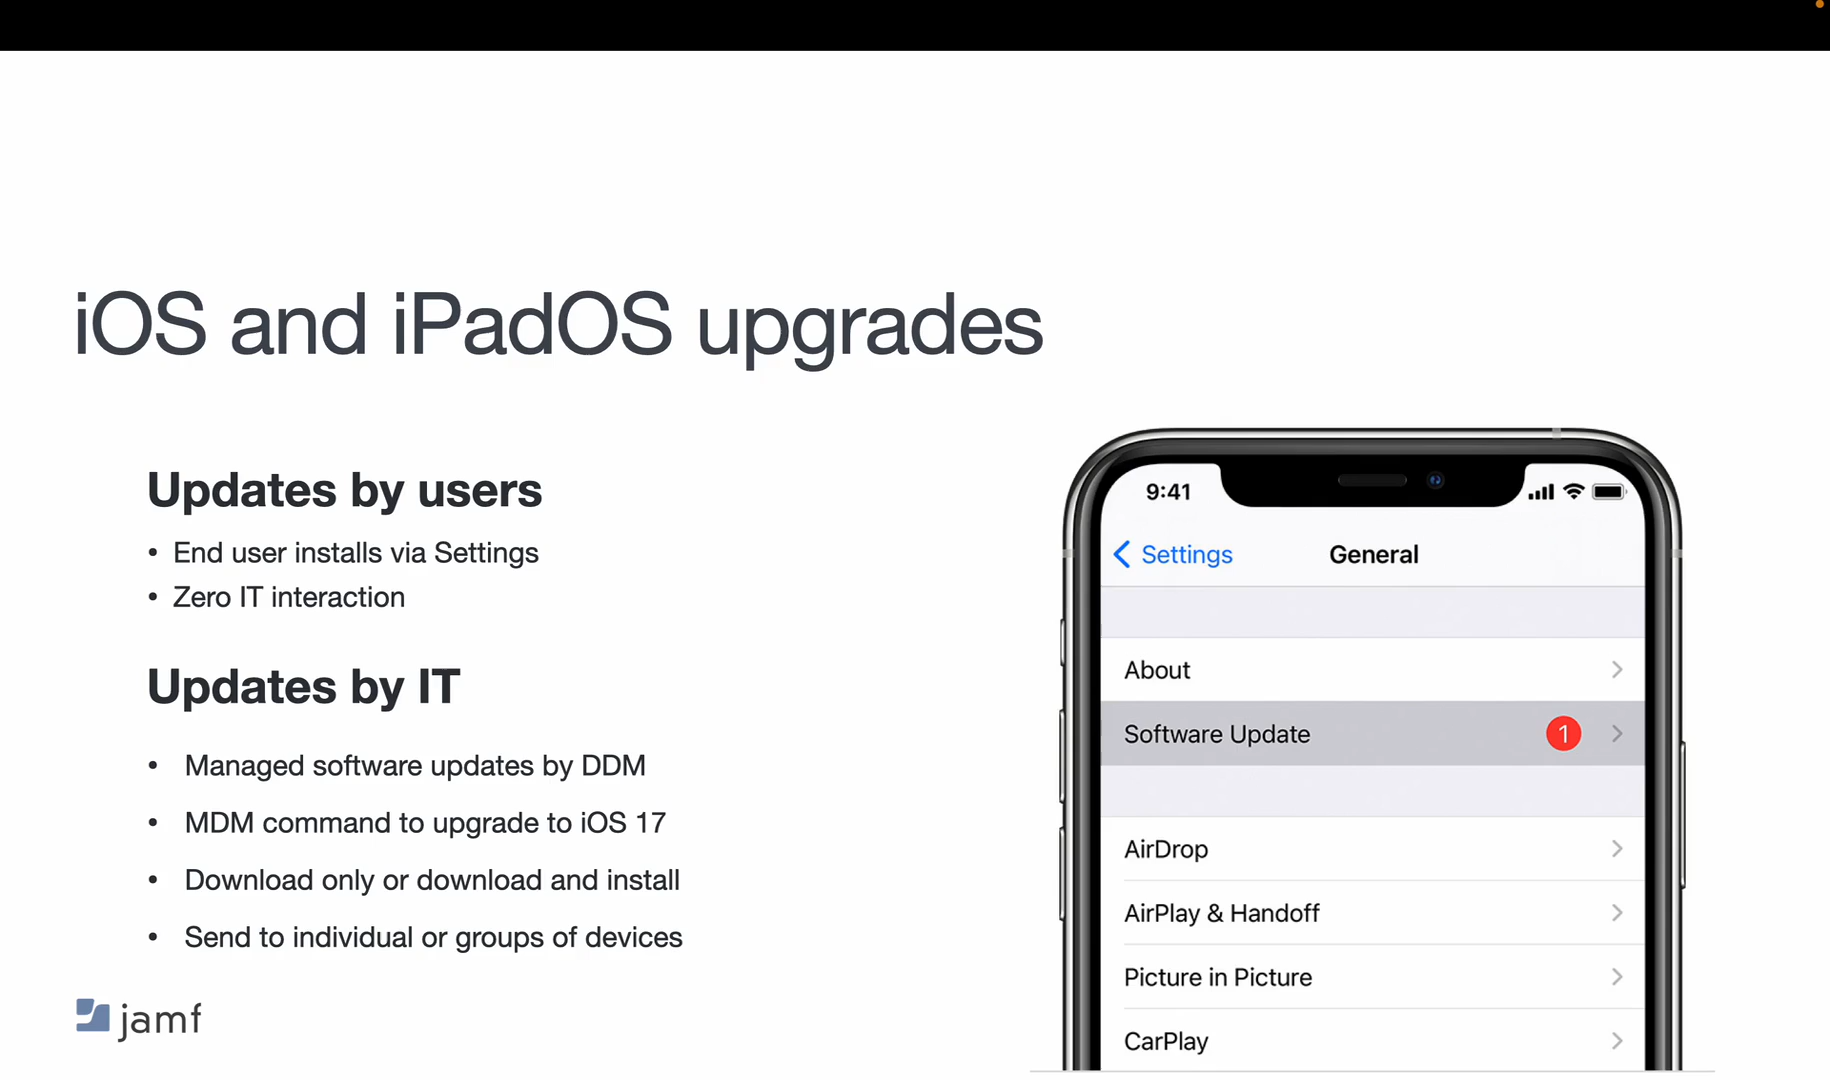 iOS and iPadOS upgrades
Updates by users
• End user installs via Settings
• Zero IT interaction
Updates by IT
• Managed software updates by DDM
• MDM command to upgrade to iOS 17
• Download only or download and install
• Send to individual or groups of devices
jamf
9:41
Settings General
About
Software Update 1
AirDrop
AirPlay & Handoff
Picture in Picture
CarPlay